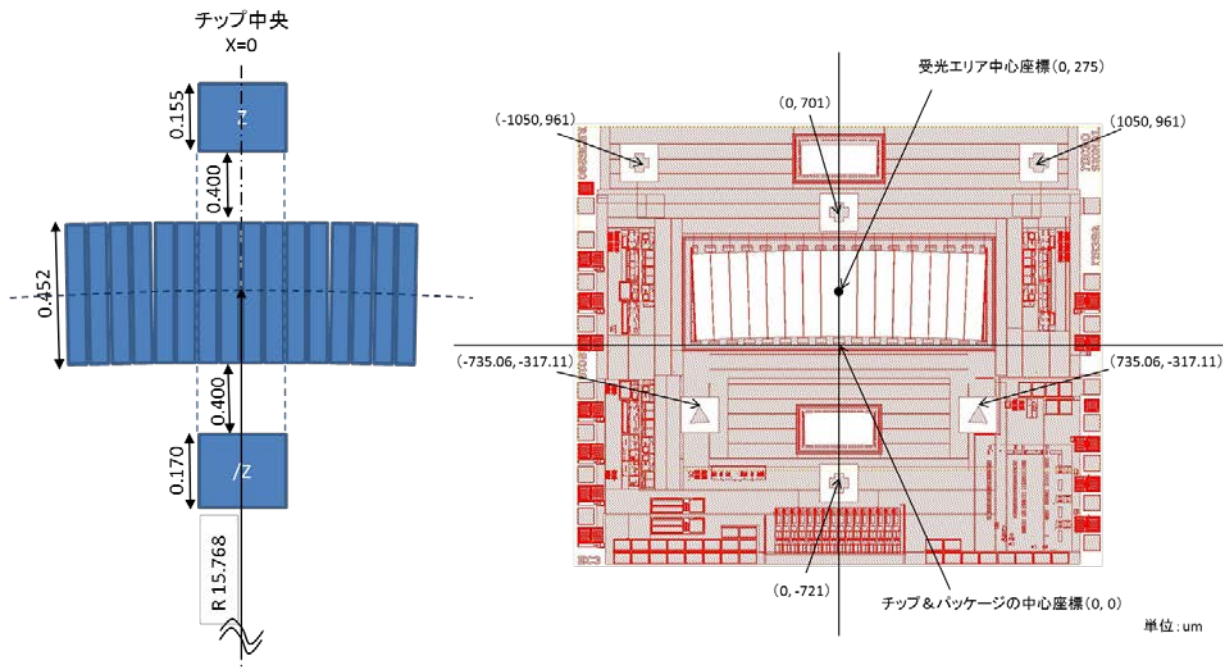 チップ中央
X=0
0.155
Z
0.400
0.452
0.400
0.170
/Z
R 15.768
受光エリア中心座標(0, 275)
(0, 701)
(-1050, 961)
(1050, 961)
(-735.06, -317.11)
(735.06, -317.11)
(0, -721)
チップ&パッケージの中心座標(0, 0)
単位:um